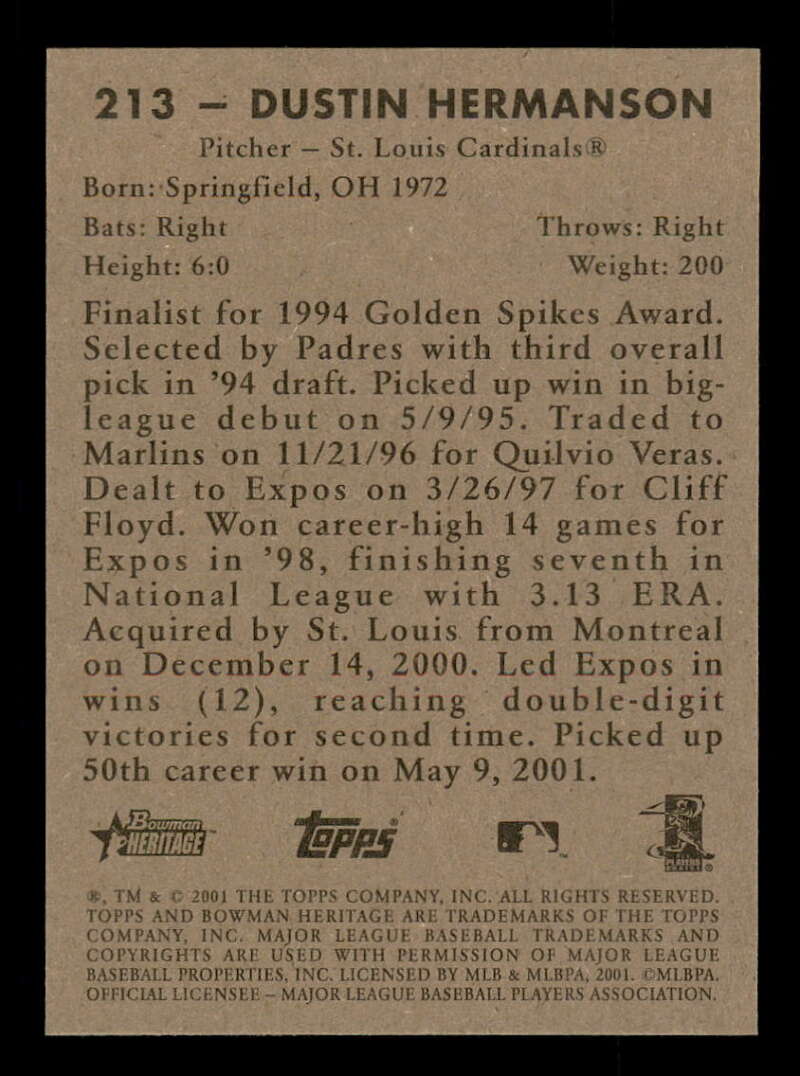 213 – DUSTIN HERMANSON
Pitcher – St. Louis Cardinals®
Born: Springfield, OH 1972
Bats: Right Throws: Right
Height: 6:0 Weight: 200
Finalist for 1994 Golden Spikes Award.
Selected by Padres with third overall
pick in ’94 draft. Picked up win in big-
league debut on 5/9/95. Traded to
Marlins on 11/21/96 for Quilvio Veras.
Dealt to Expos on 3/26/97 for Cliff
Floyd. Won career-high 14 games for
Expos in ’98, finishing seventh in
National League with 3.13 ERA.
Acquired by St. Louis from Montreal
on December 14, 2000. Led Expos in
wins (12), reaching double-digit
victories for second time. Picked up
50th career win on May 9, 2001.
Bowman HERITAGE™ Topps® ™ PLAYERS CHOICE®
®, TM & © 2001 THE TOPPS COMPANY, INC. ALL RIGHTS RESERVED.
TOPPS AND BOWMAN HERITAGE ARE TRADEMARKS OF THE TOPPS
COMPANY, INC. MAJOR LEAGUE BASEBALL TRADEMARKS AND
COPYRIGHTS ARE USED WITH PERMISSION OF MAJOR LEAGUE
BASEBALL PROPERTIES, INC. LICENSED BY MLB & MLBPA, 2001. ©MLBPA.
OFFICIAL LICENSEE – MAJOR LEAGUE BASEBALL PLAYERS ASSOCIATION.